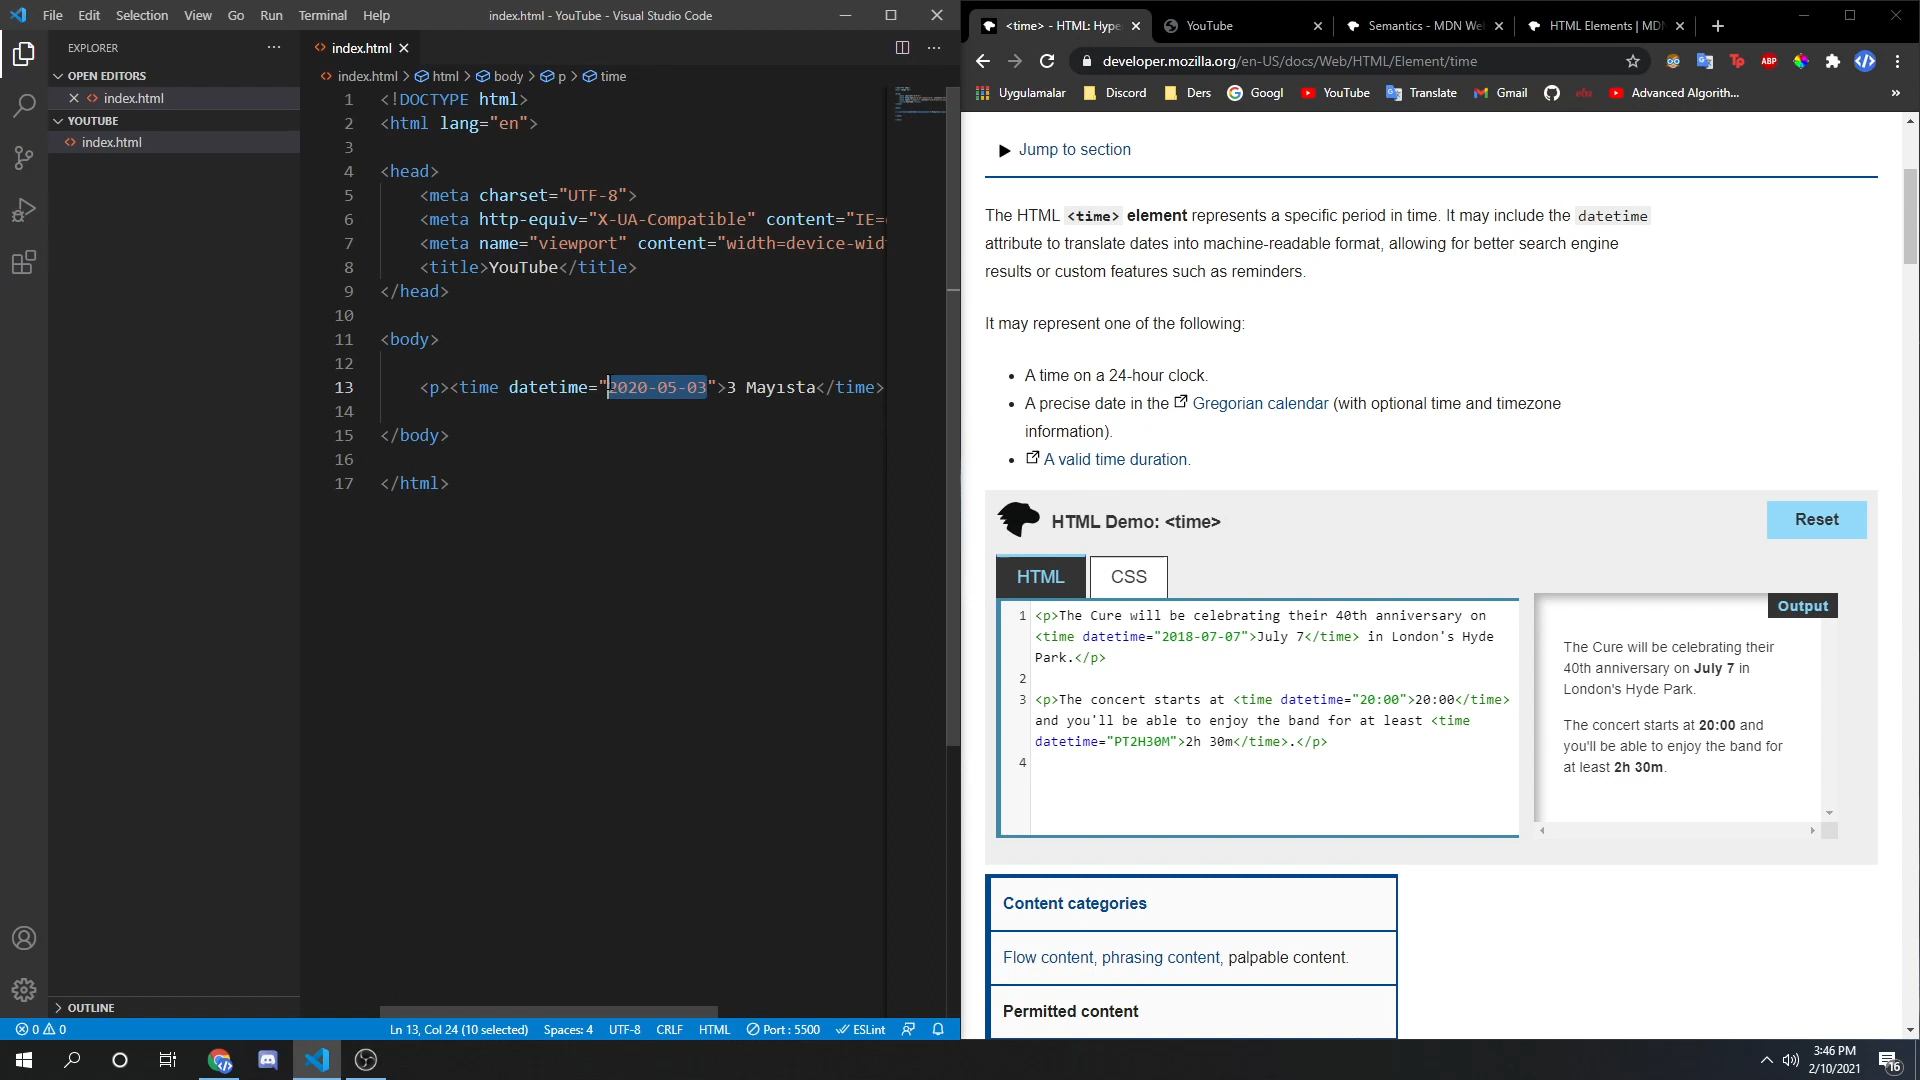 File Edit Selection View Go Run Terminal Help
index.html - YouTube - Visual Studio Code
EXPLORER
OPEN EDITORS
index.html
YOUTUBE
index.html
OUTLINE
index.html
index.html > html > body > p > time
1 <!DOCTYPE html>
2 <html lang="en">
3
4 <head>
5 <meta charset="UTF-8">
6 <meta http-equiv="X-UA-Compatible" content="IE=
7 <meta name="viewport" content="width=device-wid
8 <title>YouTube</title>
9 </head>
10
11 <body>
12
13 <p><time datetime="2020-05-03">3 Mayısta</time>
14
15 </body>
16
17 </html>
0 0
Ln 13, Col 24 (10 selected) Spaces: 4 UTF-8 CRLF HTML Port : 5500 ESLint
<time> - HTML: Hype
YouTube
Semantics - MDN We
HTML Elements | MDN
developer.mozilla.org/en-US/docs/Web/HTML/Element/time
Uygulamalar Discord Ders Googl YouTube Translate Gmail Advanced Algorith... »
Jump to section
The HTML <time> element represents a specific period in time. It may include the datetime
attribute to translate dates into machine-readable format, allowing for better search engine
results or custom features such as reminders.
It may represent one of the following:
• A time on a 24-hour clock.
• A precise date in the Gregorian calendar (with optional time and timezone
information).
• A valid time duration.
HTML Demo: <time>
Reset
HTML CSS
1 <p>The Cure will be celebrating their 40th anniversary on
<time datetime="2018-07-07">July 7</time> in London's Hyde
Park.</p>
2
3 <p>The concert starts at <time datetime="20:00">20:00</time>
and you'll be able to enjoy the band for at least <time
datetime="PT2H30M">2h 30m</time>.</p>
4
Output
The Cure will be celebrating their
40th anniversary on July 7 in
London's Hyde Park.
The concert starts at 20:00 and
you'll be able to enjoy the band for
at least 2h 30m.
Content categories
Flow content, phrasing content, palpable content.
Permitted content
3:46 PM
2/10/2021
16